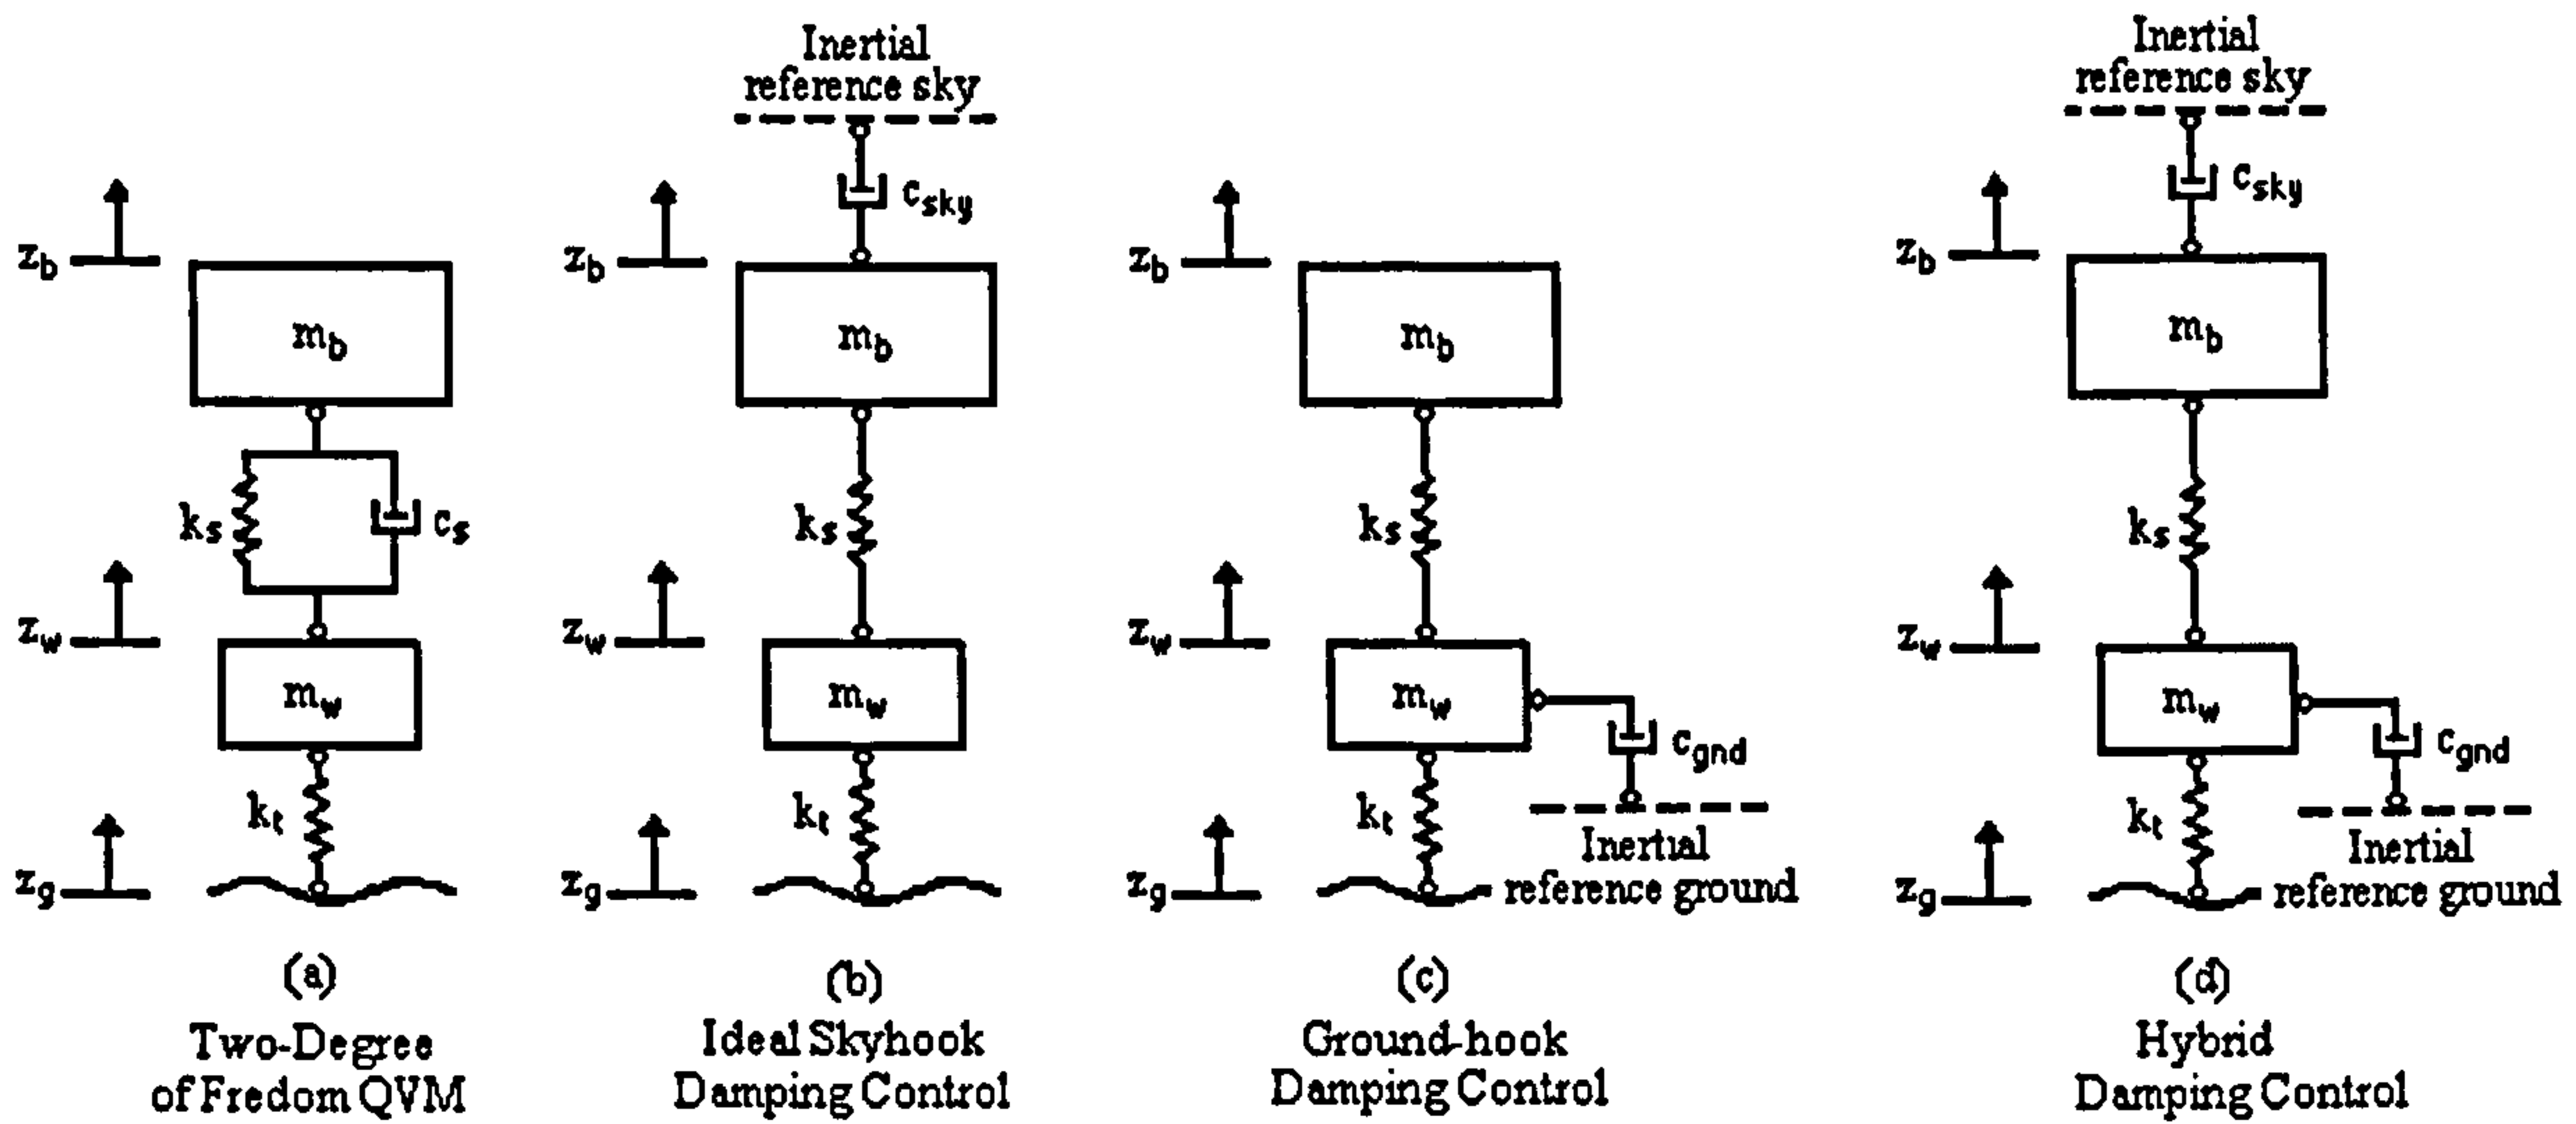 Inertial
reference sky
c_sky
z_b
m_b
k_s
c_s
z_w
m_w
k_t
z_g
(a)
Two-Degree
of Fredom QVM
z_b
m_b
k_s
z_w
m_w
k_t
z_g
(b)
Ideal Skyhook
Damping Control
z_b
m_b
k_s
z_w
m_w
c_gnd
k_t
Inertial
reference ground
z_g
(c)
Ground-hook
Damping Control
Inertial
reference sky
c_sky
z_b
m_b
k_s
z_w
m_w
c_gnd
k_t
Inertial
reference ground
z_g
(d)
Hybrid
Damping Control